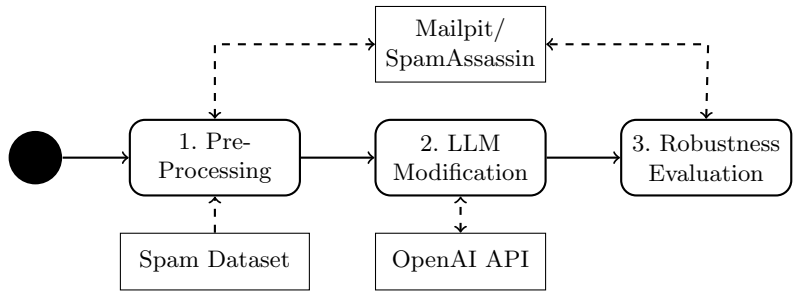 Mailpit/
SpamAssassin
1. Pre-
Processing
2. LLM
Modification
3. Robustness
Evaluation
Spam Dataset
OpenAI API